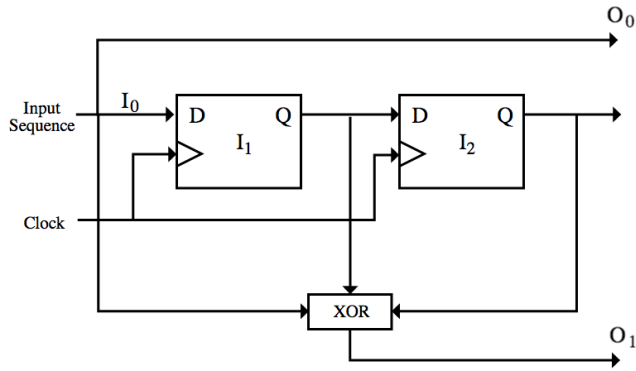 O0
Input
Sequence
I0
D
Q
I1
D
Q
I2
Clock
XOR
O1